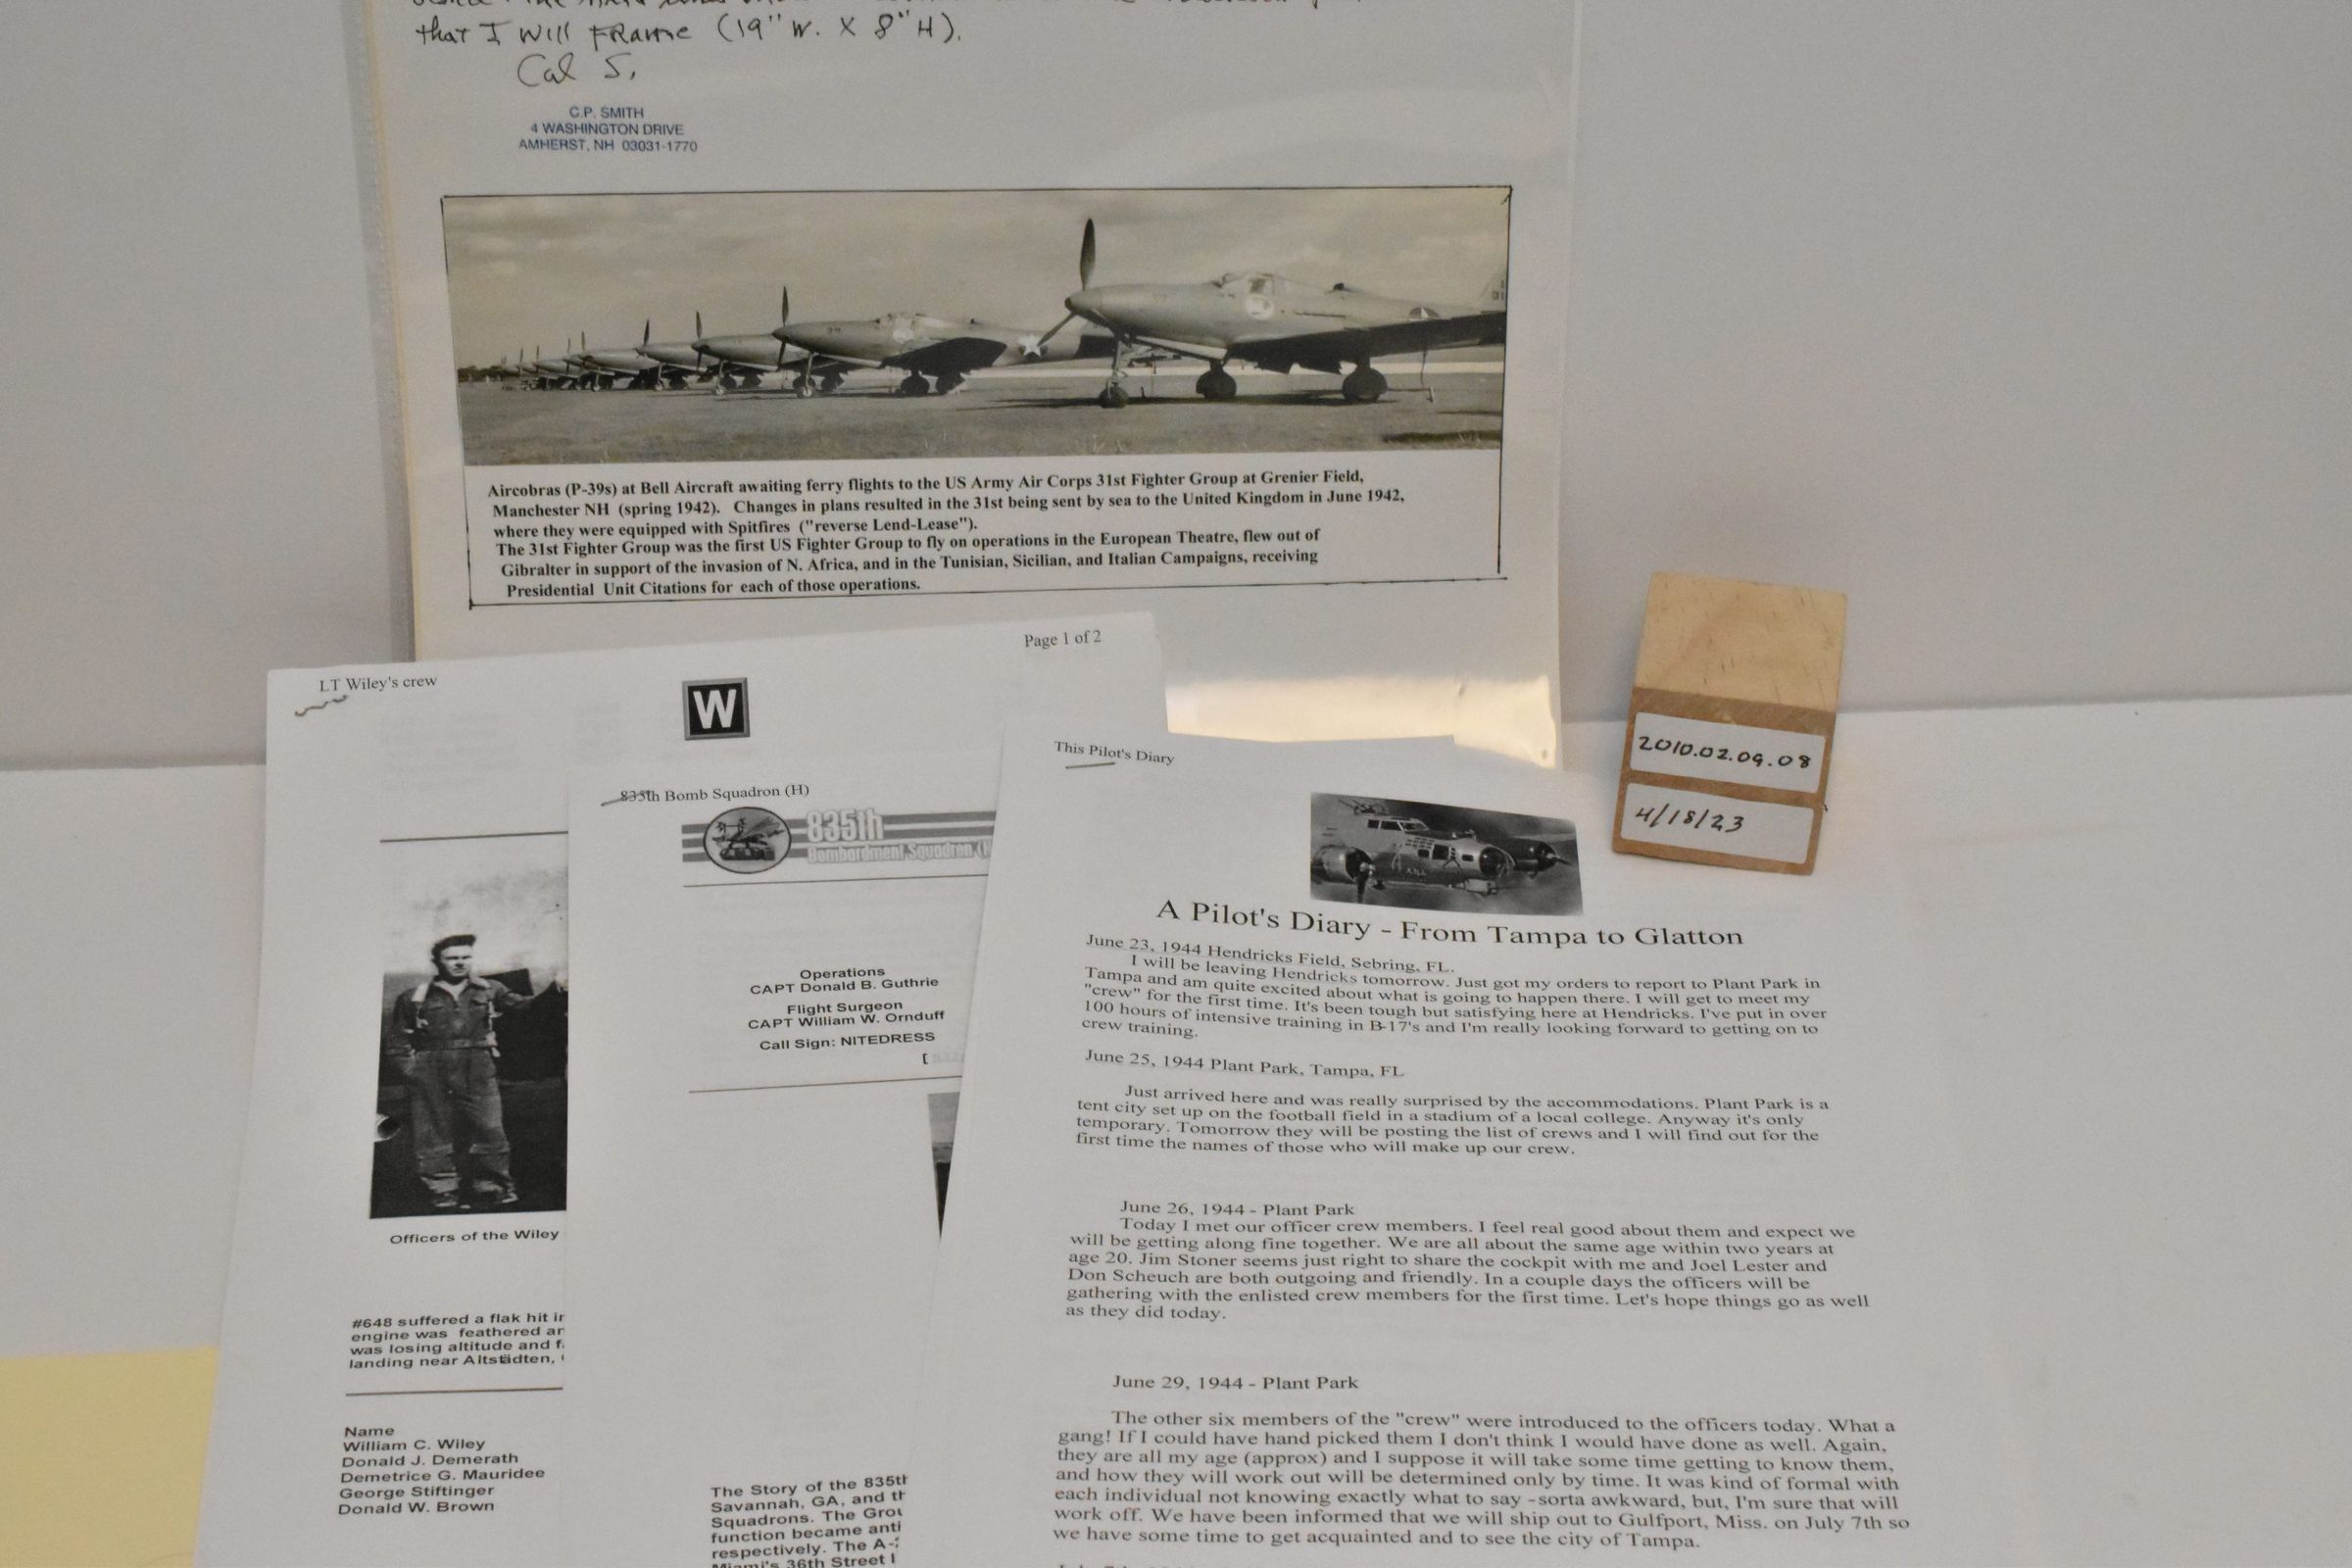 that I will frame (19" W. X 8" H).
Cal S.
C.P. SMITH
4 WASHINGTON DRIVE
AMHERST, NH 03031-1770
Aircobras (P-39s) at Bell Aircraft awaiting ferry flights to the US Army Air Corps 31st Fighter Group at Grenier Field,
Manchester NH (spring 1942). Changes in plans resulted in the 31st being sent by sea to the United Kingdom in June 1942,
where they were equipped with Spitfires ("reverse Lend-Lease").
The 31st Fighter Group was the first US Fighter Group to fly on operations in the European Theatre, flew out of
Gibralter in support of the invasion of N. Africa, and in the Tunisian, Sicilian, and Italian Campaigns, receiving
Presidential Unit Citations for each of those operations.
LT Wiley's crew
Page 1 of 2
W
Officers of the Wiley
#648 suffered a flak hit in
engine was feathered an
was losing altitude and f
landing near Altstädten,
Name
William C. Wiley
Donald J. Demerath
Demetrice G. Mauridee
George Stiftinger
Donald W. Brown
835th Bomb Squadron (H)
835th
Bombardment Squadron (H
Operations
CAPT Donald B. Guthrie
Flight Surgeon
CAPT William W. Ornduff
Call Sign: NITEDRESS
[
The Story of the 835th
Savannah, GA, and th
Squadrons. The Grou
function became anti
respectively. The A-
Miami's 36th Street
This Pilot's Diary
A Pilot's Diary - From Tampa to Glatton
June 23, 1944 Hendricks Field, Sebring, FL.
I will be leaving Hendricks tomorrow. Just got my orders to report to Plant Park in
Tampa and am quite excited about what is going to happen there. I will get to meet my
"crew" for the first time. It's been tough but satisfying here at Hendricks. I've put in over
100 hours of intensive training in B-17's and I'm really looking forward to getting on to
crew training.
June 25, 1944 Plant Park, Tampa, FL
Just arrived here and was really surprised by the accommodations. Plant Park is a
tent city set up on the football field in a stadium of a local college. Anyway it's only
temporary. Tomorrow they will be posting the list of crews and I will find out for the
first time the names of those who will make up our crew.
June 26, 1944 - Plant Park
Today I met our officer crew members. I feel real good about them and expect we
will be getting along fine together. We are all about the same age within two years at
age 20. Jim Stoner seems just right to share the cockpit with me and Joel Lester and
Don Scheuch are both outgoing and friendly. In a couple days the officers will be
gathering with the enlisted crew members for the first time. Let's hope things go as well
as they did today.
June 29, 1944 - Plant Park
The other six members of the "crew" were introduced to the officers today. What a
gang! If I could have hand picked them I don't think I would have done as well. Again,
they are all my age (approx) and I suppose it will take some time getting to know them,
and how they will work out will be determined only by time. It was kind of formal with
each individual not knowing exactly what to say -sorta awkward, but, I'm sure that will
work off. We have been informed that we will ship out to Gulfport, Miss. on July 7th so
we have some time to get acquainted and to see the city of Tampa.
2010.02.09.08
4/18/23